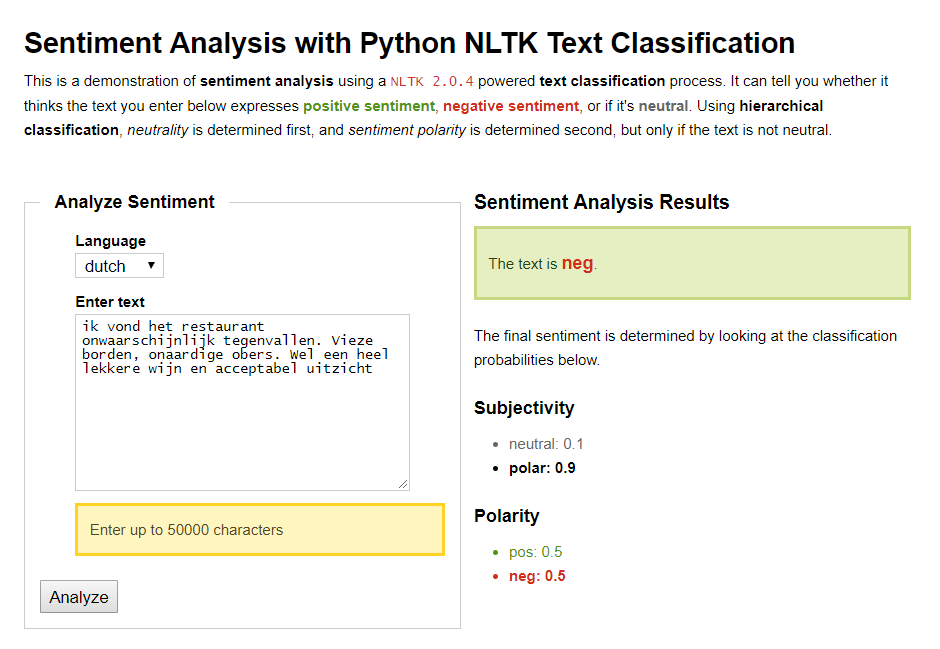 Sentiment Analysis with Python NLTK Text Classification
This is a demonstration of sentiment analysis using a NLTK 2.0.4 powered text classification process. It can tell you whether it
thinks the text you enter below expresses positive sentiment, negative sentiment, or if it's neutral. Using hierarchical
classification, neutrality is determined first, and sentiment polarity is determined second, but only if the text is not neutral.
Analyze Sentiment
Language
dutch
Enter text
ik vond het restaurant
onwaarschijnlijk tegenvallen. Vieze
borden, onaardige obers. Wel een heel
lekkere wijn en acceptabel uitzicht
Enter up to 50000 characters
Analyze
Sentiment Analysis Results
The text is neg.
The final sentiment is determined by looking at the classification
probabilities below.
Subjectivity
• neutral: 0.1
• polar: 0.9
Polarity
• pos: 0.5
• neg: 0.5